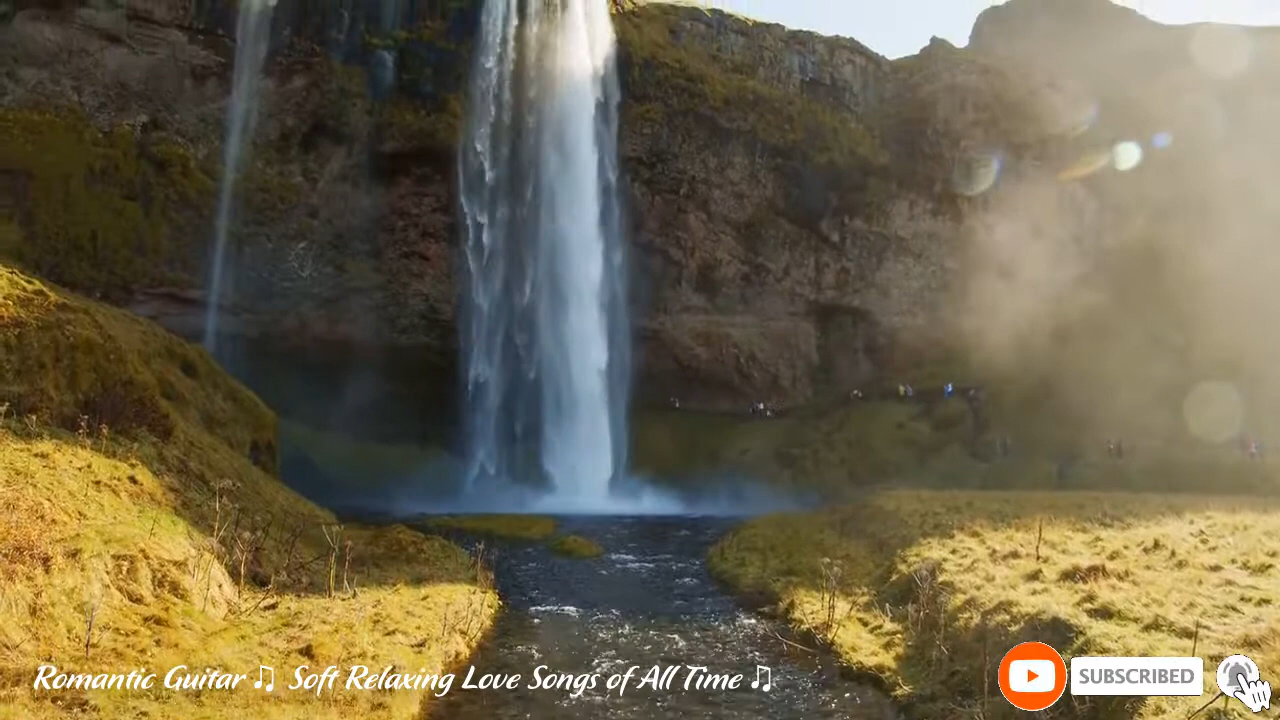 Romantic Guitar ♫ Soft Relaxing Love Songs of All Time ♫
SUBSCRIBED